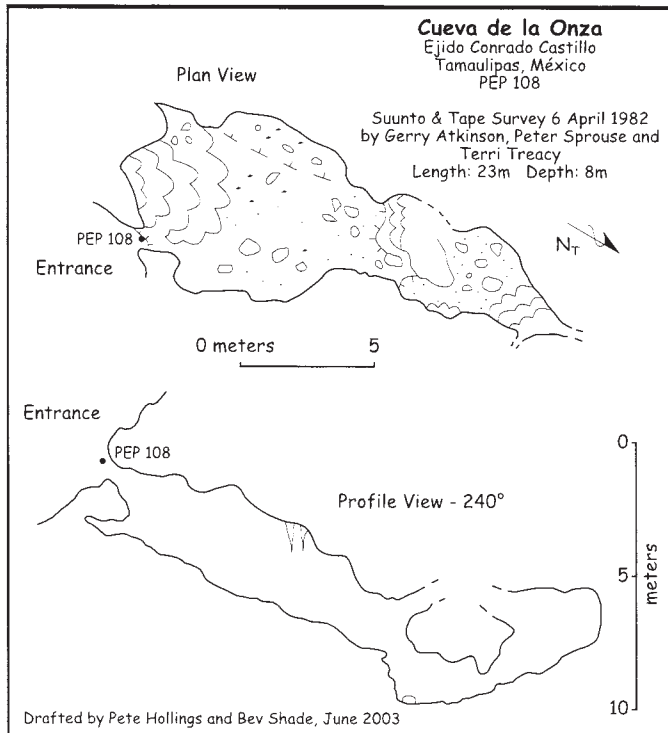 Cueva de la Onza
Ejido Conrado Castillo
Tamaulipas, México
PEP 108
Plan View
Suunto & Tape Survey 6 April 1982
by Gerry Atkinson, Peter Sprouse and
Terri Treacy
Length: 23m Depth: 8m
PEP 108
Entrance
NT
0 meters 5
Entrance
PEP 108
Profile View - 240°
0
5
10
meters
Drafted by Pete Hollings and Bev Shade, June 2003